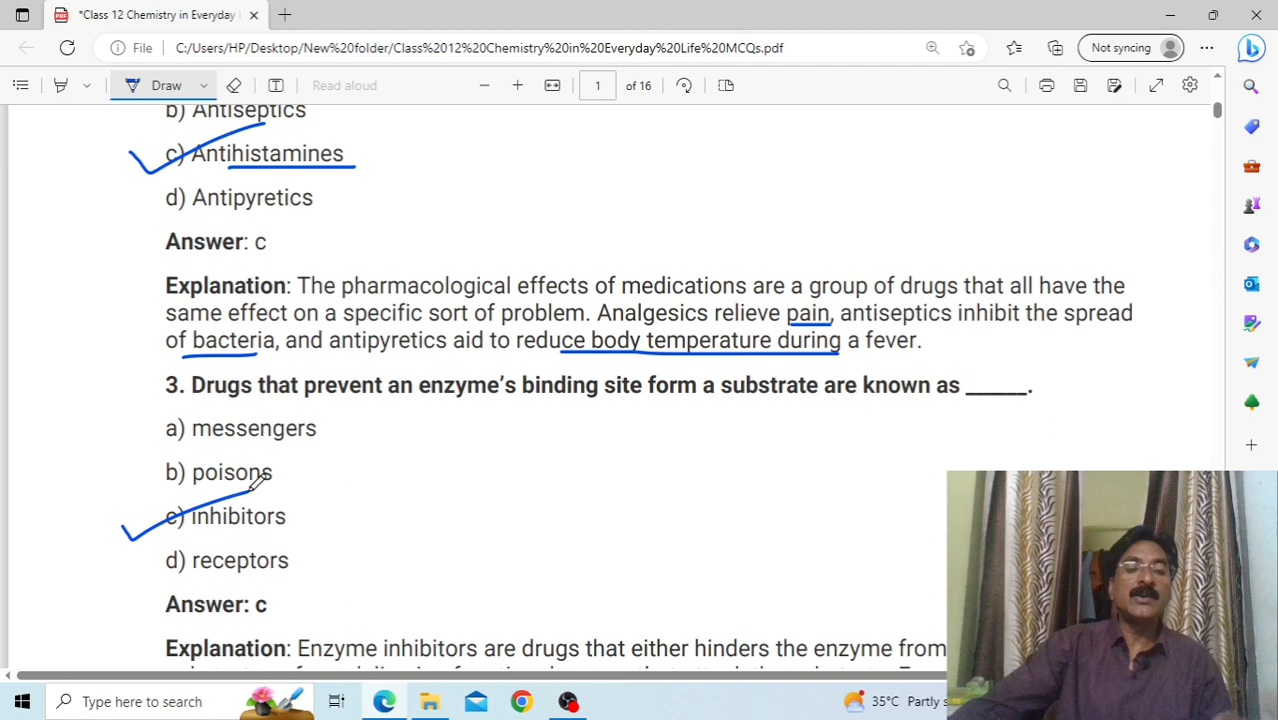 *Class 12 Chemistry in Everyday
File C:/Users/HP/Desktop/New%20folder/Class%2012%20Chemistry%20in%20Everyday%20Life%20MCQs.pdf
Not syncing
Draw
Read aloud
1 of 16
b) Antiseptics
c) Antihistamines
d) Antipyretics
Answer: c
Explanation: The pharmacological effects of medications are a group of drugs that all have the
same effect on a specific sort of problem. Analgesics relieve pain, antiseptics inhibit the spread
of bacteria, and antipyretics aid to reduce body temperature during a fever.
3. Drugs that prevent an enzyme’s binding site form a substrate are known as ______.
a) messengers
b) poisons
c) inhibitors
d) receptors
Answer: c
Explanation: Enzyme inhibitors are drugs that either hinders the enzyme from
Type here to search
35°C Partly s